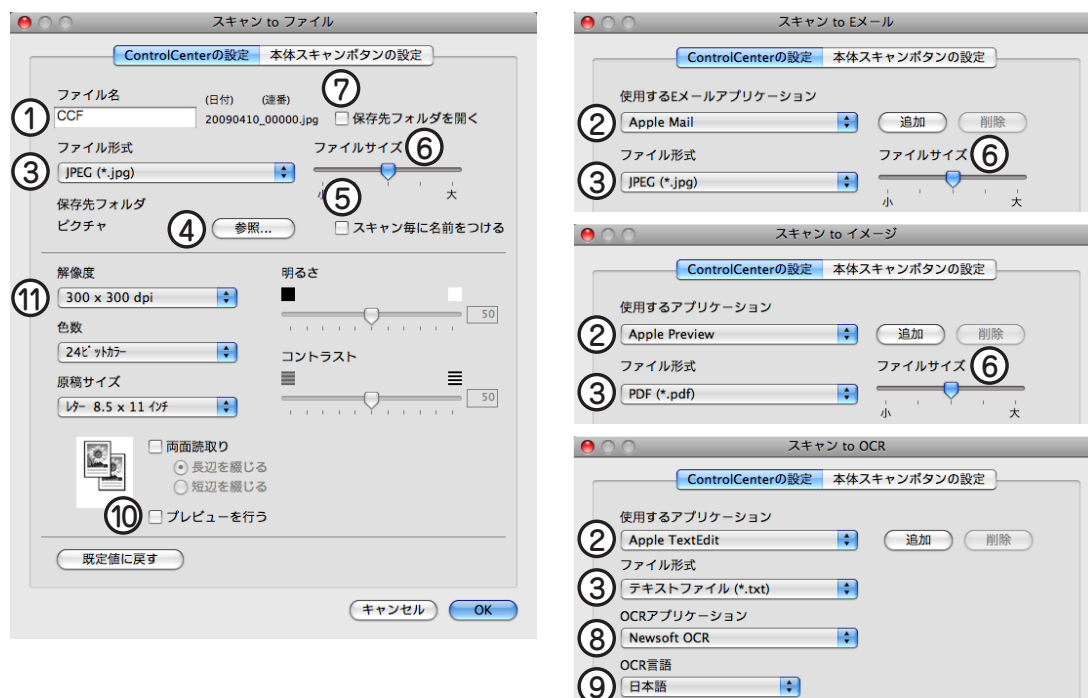 スキャン to ファイル
ControlCenterの設定 本体スキャンボタンの設定
ファイル名 (日付) (連番) ⑦
① CCF 20090410_00000.jpg 保存先フォルダを開く
ファイル形式 ファイルサイズ ⑥
③ JPEG (*.jpg)
小 大
保存先フォルダ ⑤
ピクチャ ④ 参照... スキャン毎に名前をつける
解像度 明るさ
⑪ 300 x 300 dpi 50
色数
24ビットカラー コントラスト
原稿サイズ
レター 8.5 x 11 インチ 50
両面読取り
長辺を綴じる
短辺を綴じる
⑩ プレビューを行う
既定値に戻す
キャンセル OK
スキャン to Eメール
ControlCenterの設定 本体スキャンボタンの設定
使用するEメールアプリケーション
② Apple Mail 追加 削除
ファイル形式 ファイルサイズ ⑥
③ JPEG (*.jpg)
小 大
スキャン to イメージ
ControlCenterの設定 本体スキャンボタンの設定
使用するアプリケーション
② Apple Preview 追加 削除
ファイル形式 ファイルサイズ ⑥
③ PDF (*.pdf)
小 大
スキャン to OCR
ControlCenterの設定 本体スキャンボタンの設定
使用するアプリケーション
② Apple TextEdit 追加 削除
ファイル形式
③ テキストファイル (*.txt)
OCRアプリケーション
⑧ Newsoft OCR
OCR言語
⑨ 日本語